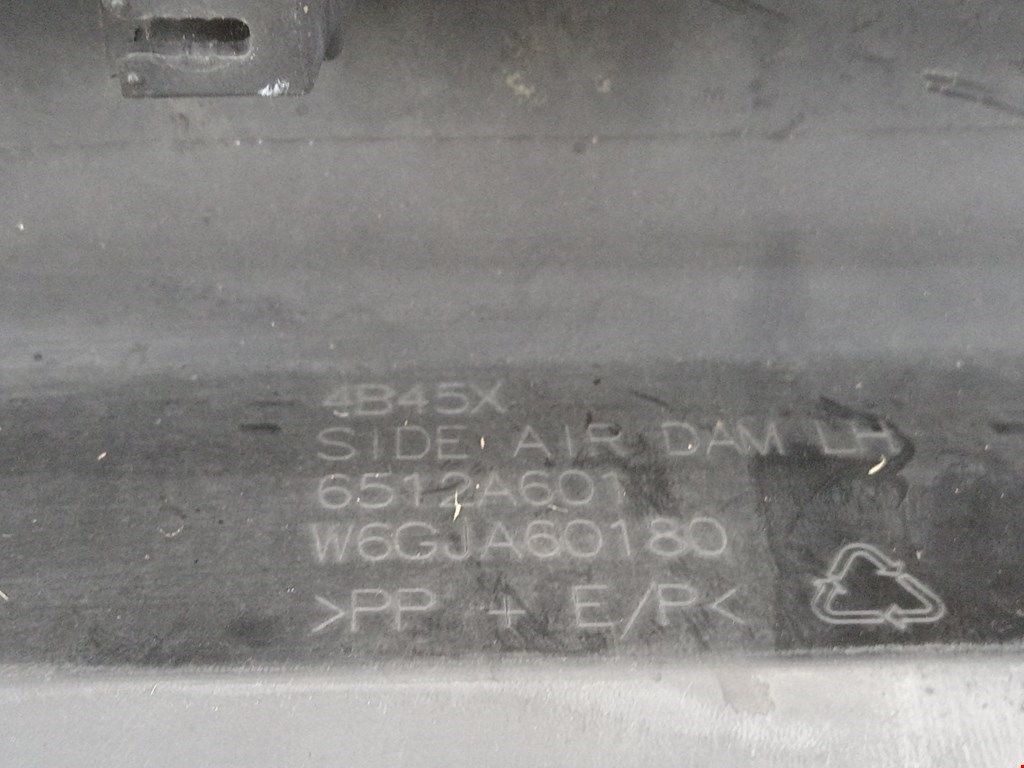 4B45X
SIDE AIR DAM LH
6512A601
W6GJA60180
>PP + E/P<